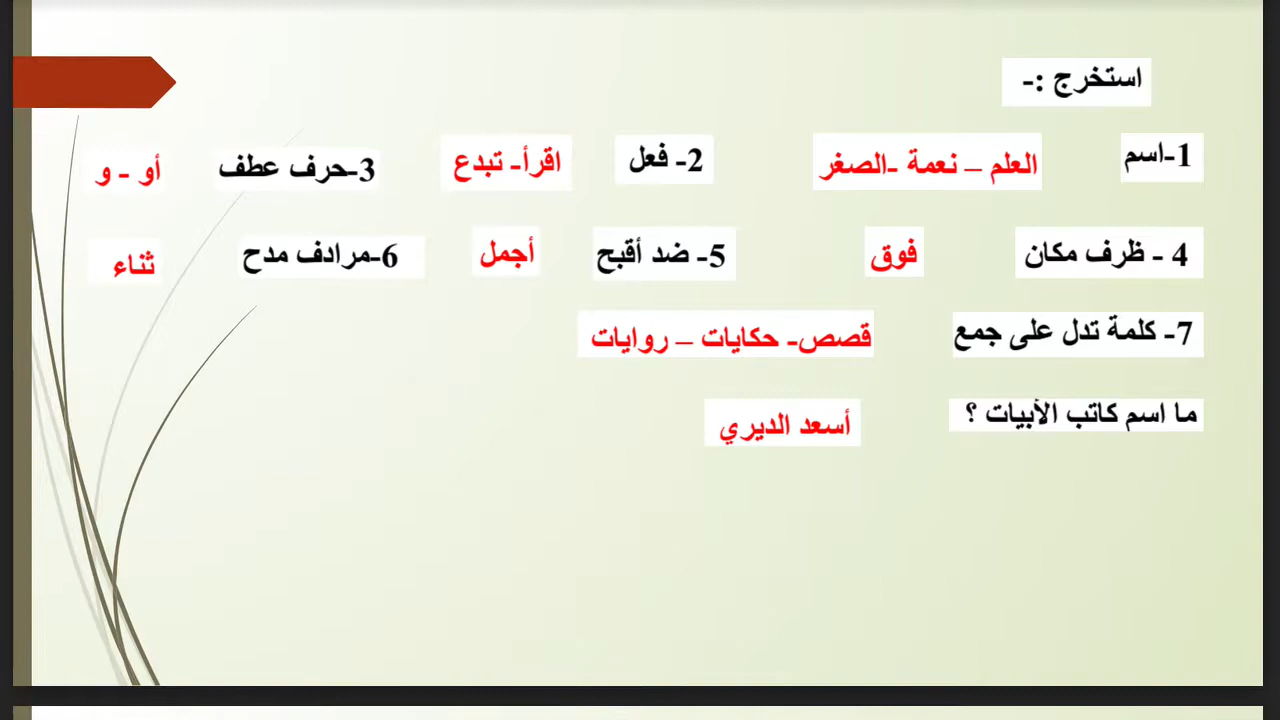 استخرج :-
1-اسم العلم – نعمة -الصغر 2- فعل اقرأ- تبدع 3-حرف عطف أو - و
4 - ظرف مكان فوق 5- ضد أقبح أجمل 6-مرادف مدح ثناء
7- كلمة تدل على جمع قصص- حكايات – روايات
ما اسم كاتب الأبيات ؟ أسعد الديري